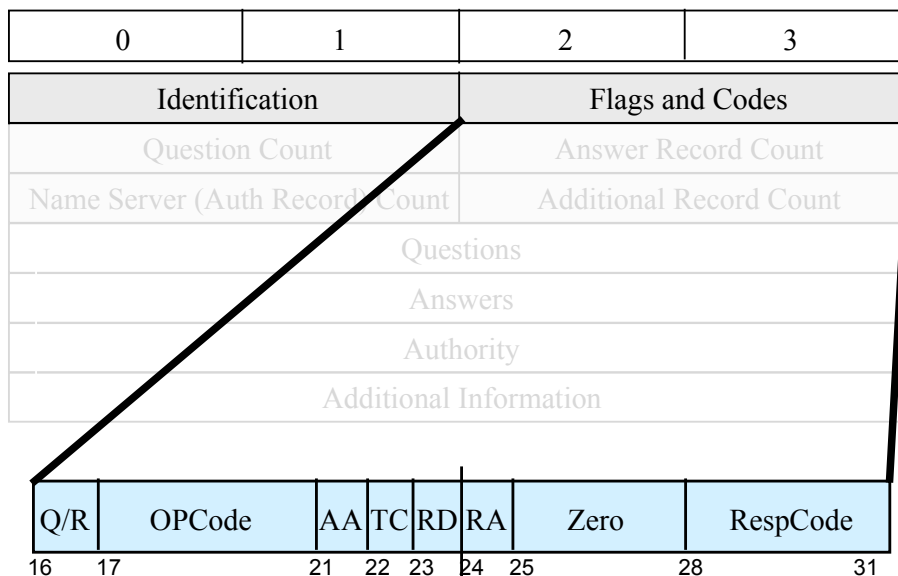 0 1 2 3
Identification Flags and Codes
Question Count Answer Record Count
Name Server (Auth Record) Count Additional Record Count
Questions
Answers
Authority
Additional Information
Q/R OPCode AA TC RD RA Zero RespCode
16 17 21 22 23 24 25 28 31